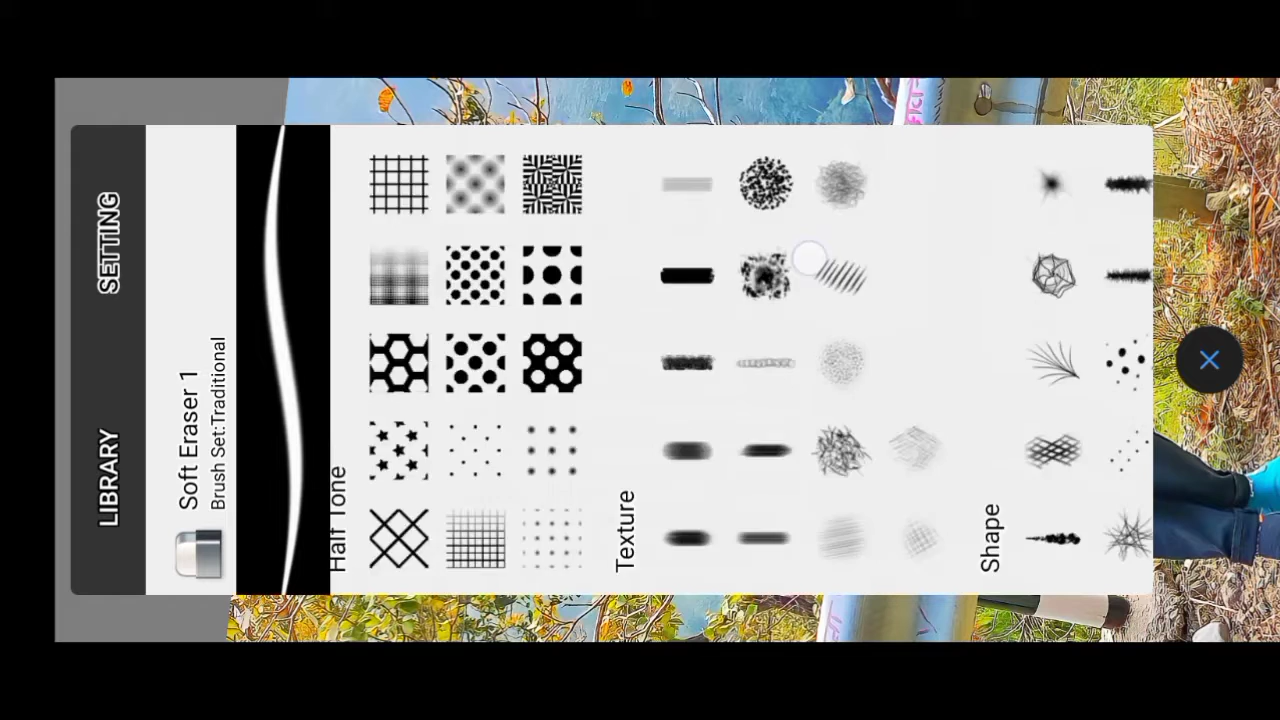 LIBRARY SETTING
Soft Eraser 1
Brush Set:Traditional
Half Tone
Texture
Shape